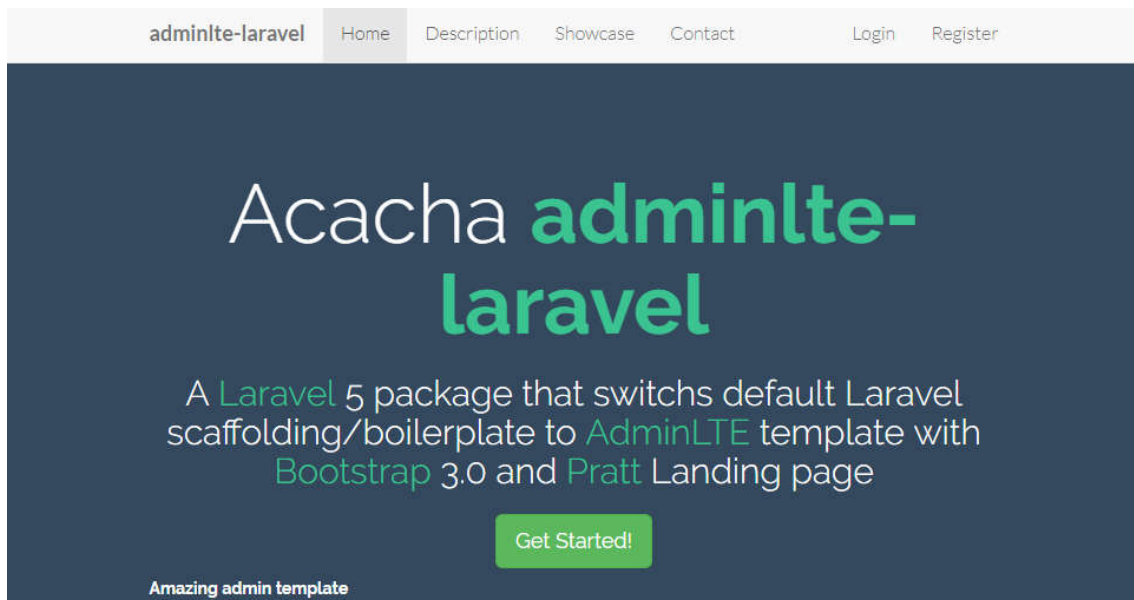 adminlte-laravel Home Description Showcase Contact Login Register
Acacha adminlte-
laravel
A Laravel 5 package that switchs default Laravel
scaffolding/boilerplate to AdminLTE template with
Bootstrap 3.0 and Pratt Landing page
Get Started!
Amazing admin template